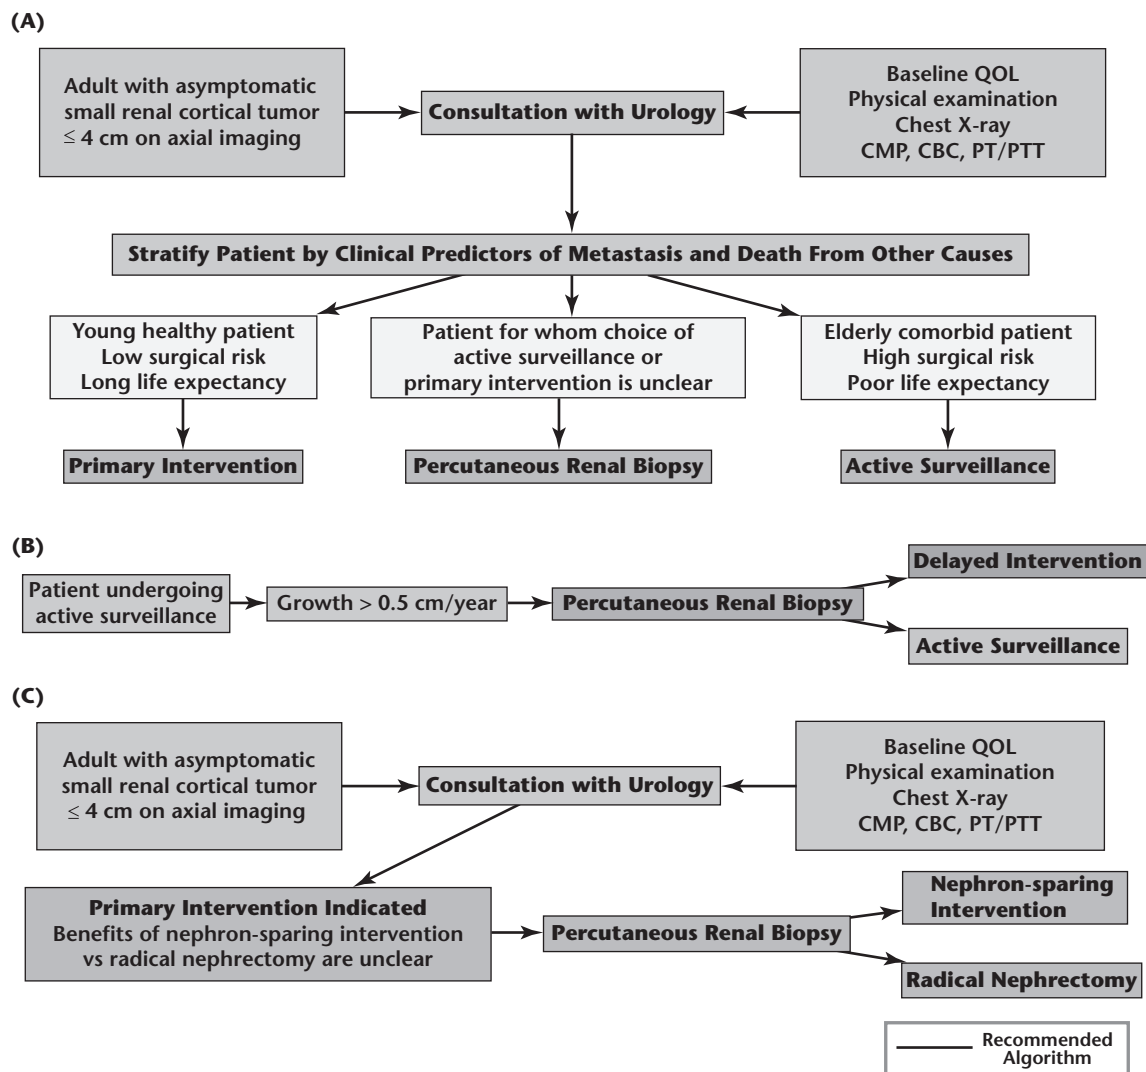 (A)
Adult with asymptomatic
small renal cortical tumor
≤ 4 cm on axial imaging
Consultation with Urology
Baseline QOL
Physical examination
Chest X-ray
CMP, CBC, PT/PTT
Stratify Patient by Clinical Predictors of Metastasis and Death From Other Causes
Young healthy patient
Low surgical risk
Long life expectancy
Patient for whom choice of
active surveillance or
primary intervention is unclear
Elderly comorbid patient
High surgical risk
Poor life expectancy
Primary Intervention
Percutaneous Renal Biopsy
Active Surveillance
(B)
Patient undergoing
active surveillance
Growth > 0.5 cm/year
Percutaneous Renal Biopsy
Delayed Intervention
Active Surveillance
(C)
Adult with asymptomatic
small renal cortical tumor
≤ 4 cm on axial imaging
Consultation with Urology
Baseline QOL
Physical examination
Chest X-ray
CMP, CBC, PT/PTT
Primary Intervention Indicated
Benefits of nephron-sparing intervention
vs radical nephrectomy are unclear
Percutaneous Renal Biopsy
Nephron-sparing
Intervention
Radical Nephrectomy
Recommended
Algorithm